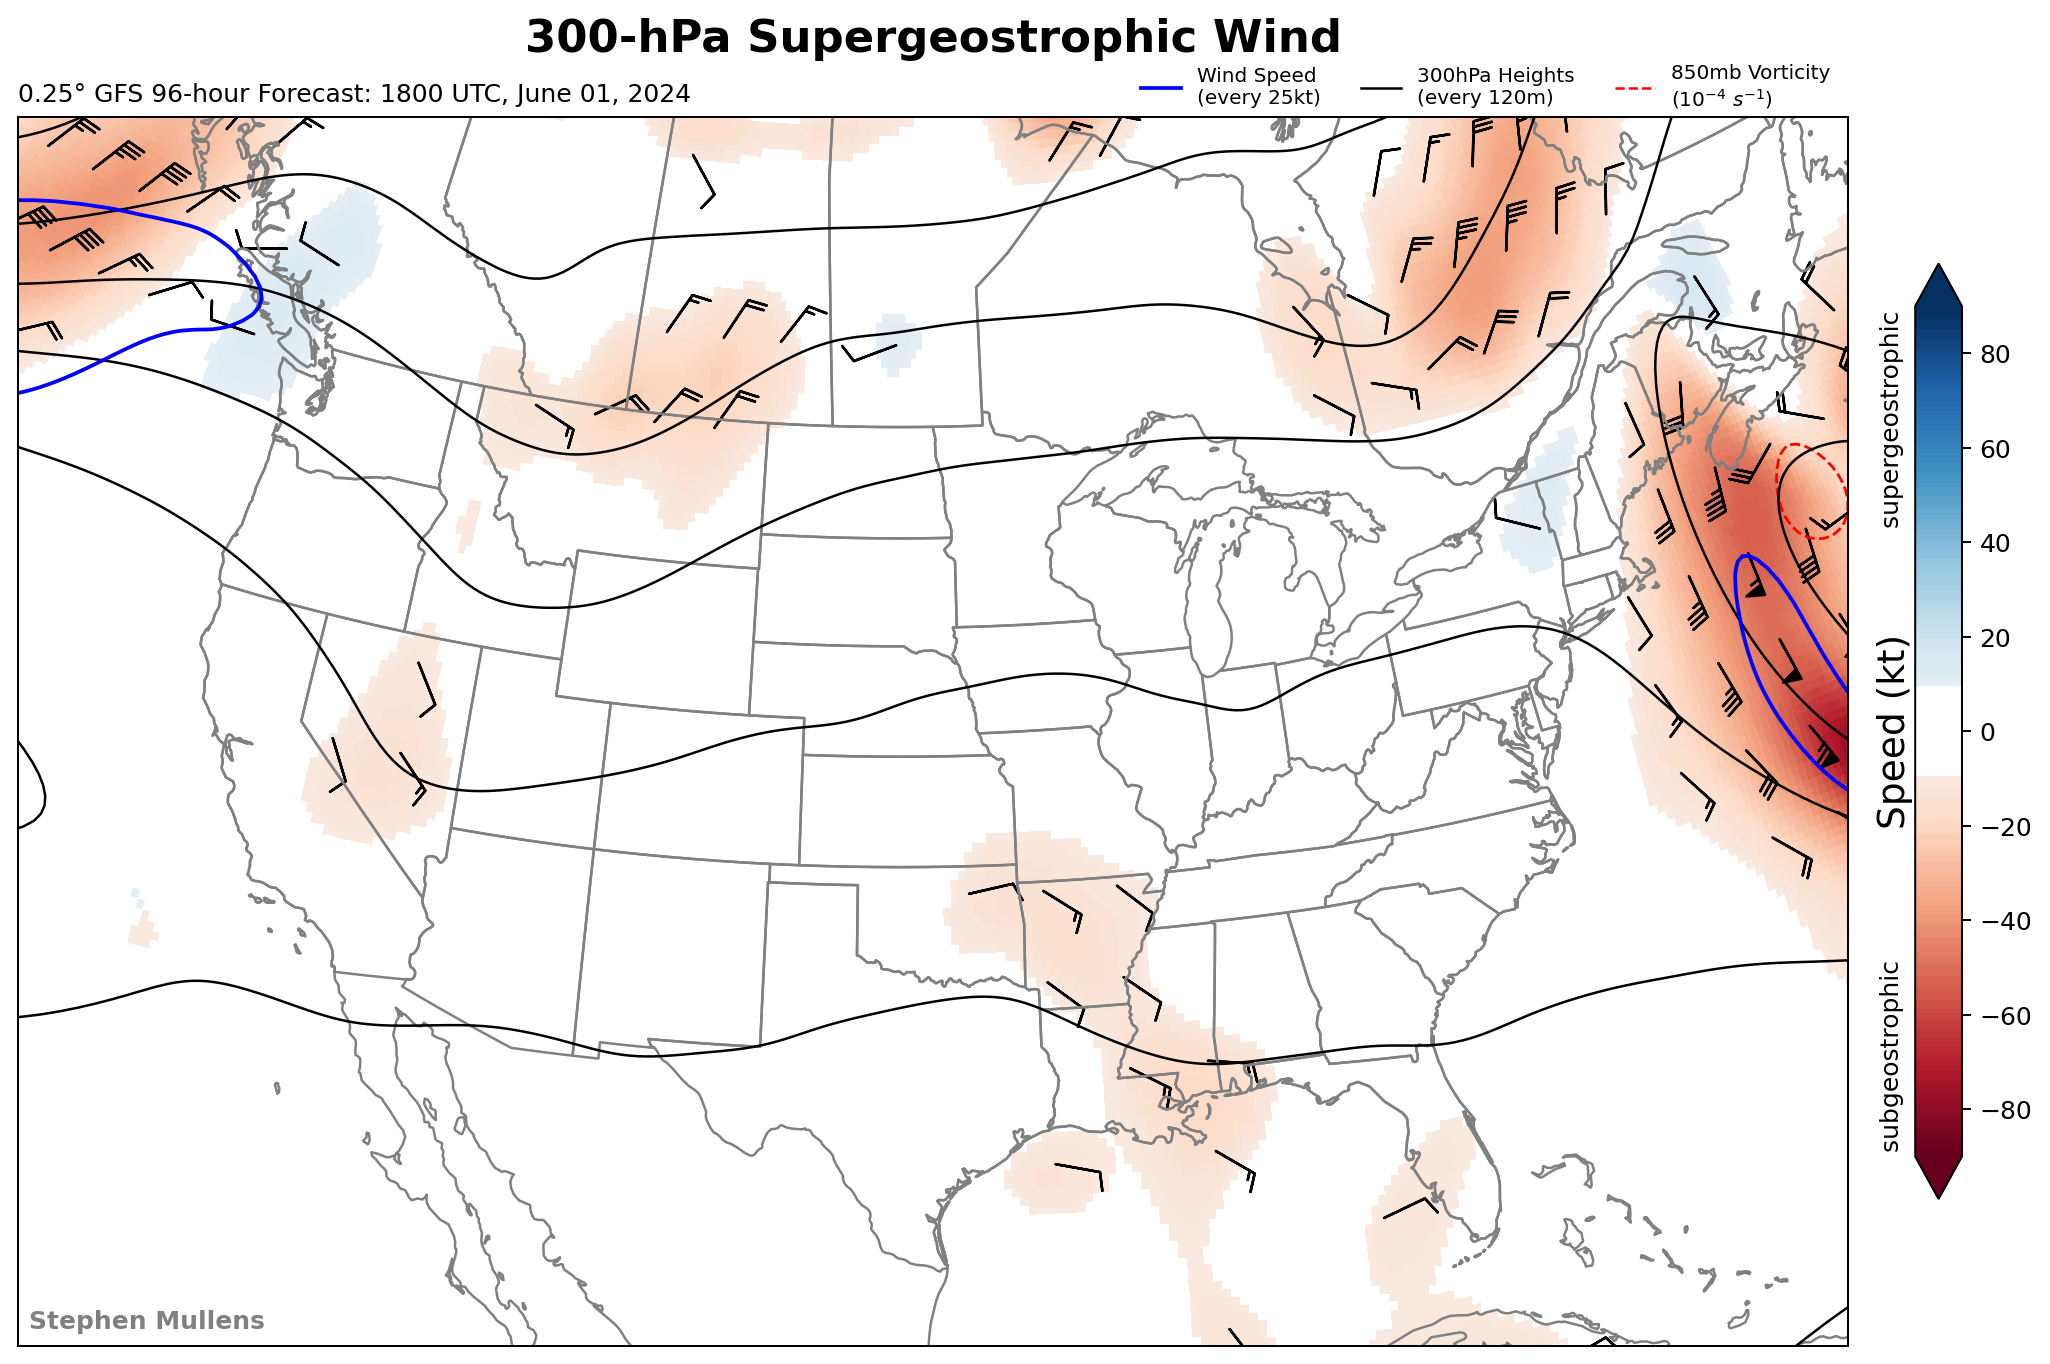 300-hPa Supergeostrophic Wind
0.25° GFS 96-hour Forecast: 1800 UTC, June 01, 2024
Wind Speed
(every 25kt)
300hPa Heights
(every 120m)
850mb Vorticity
(10⁻⁴ s⁻¹)
supergeostrophic
Speed (kt)
subgeostrophic
80
60
40
20
0
−20
−40
−60
−80
Stephen Mullens